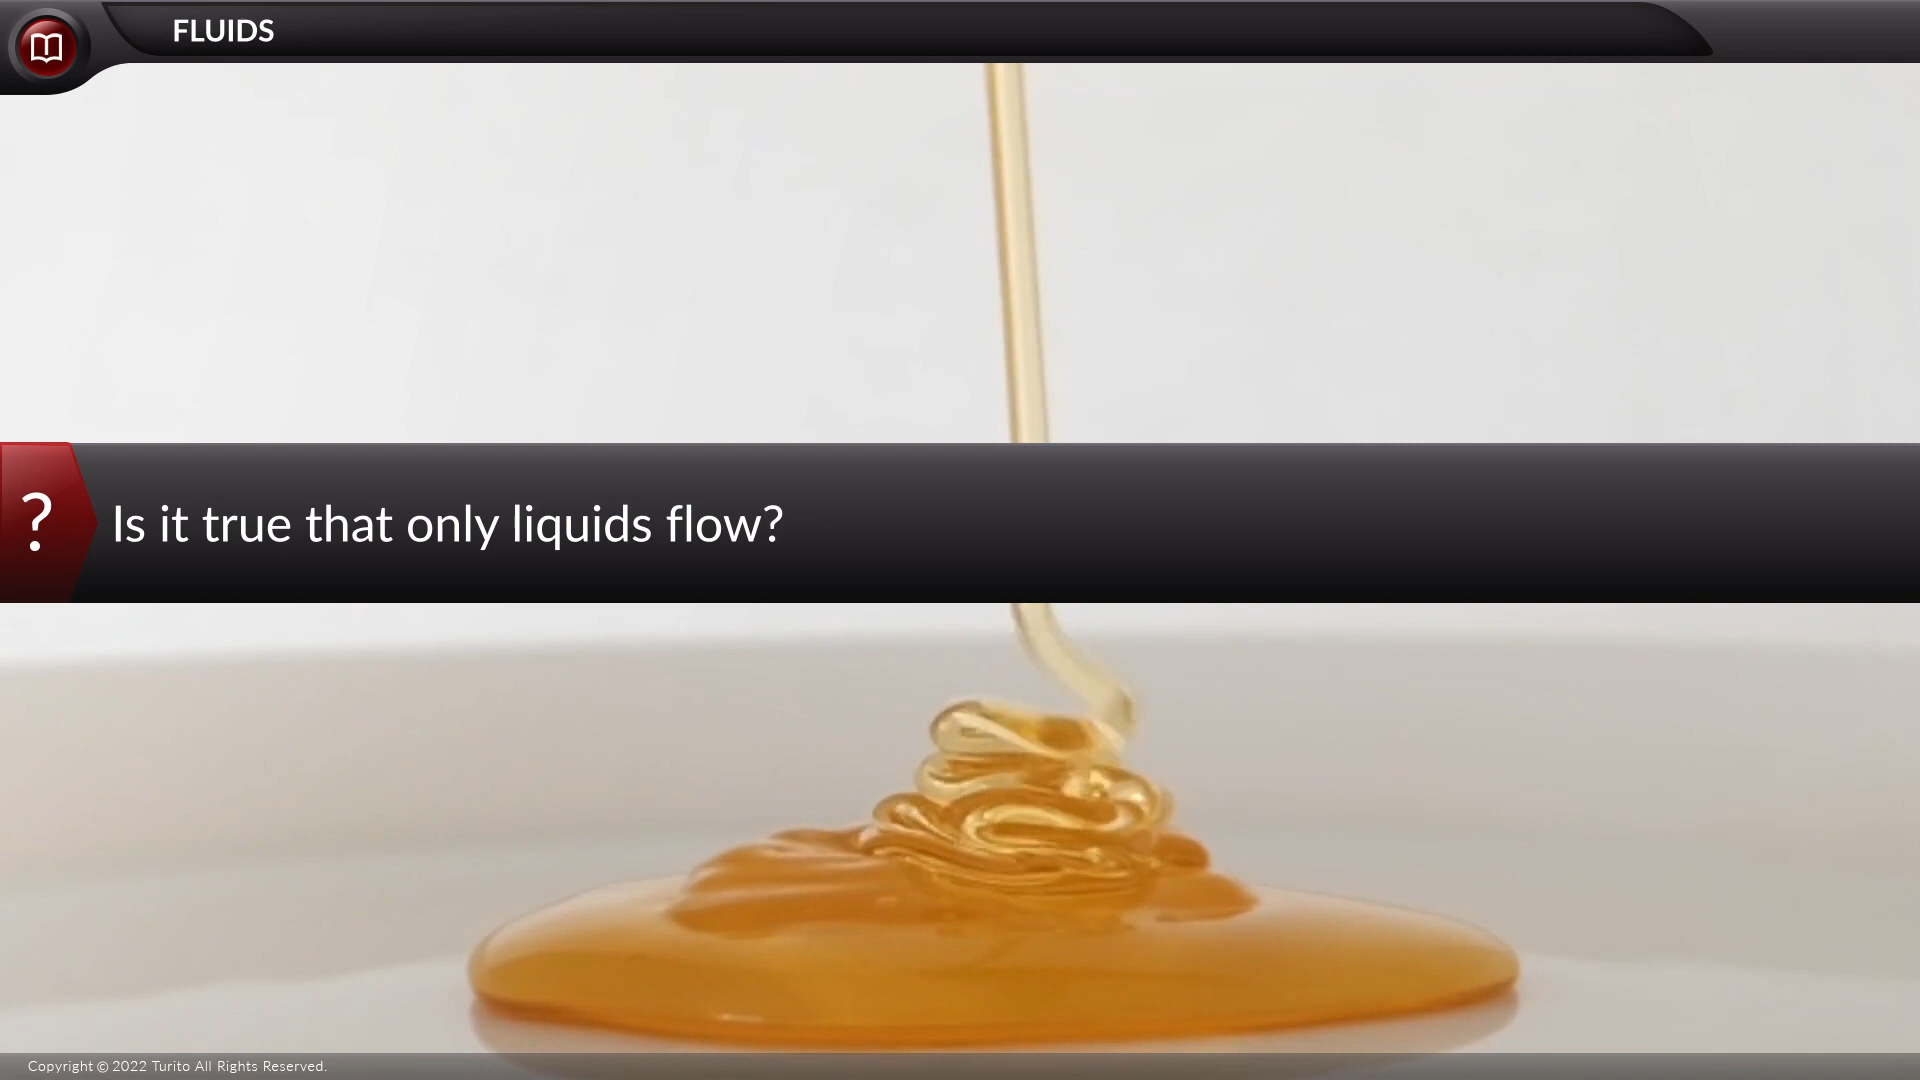 FLUIDS
? Is it true that only liquids flow?
Copyright © 2022 Turito All Rights Reserved.